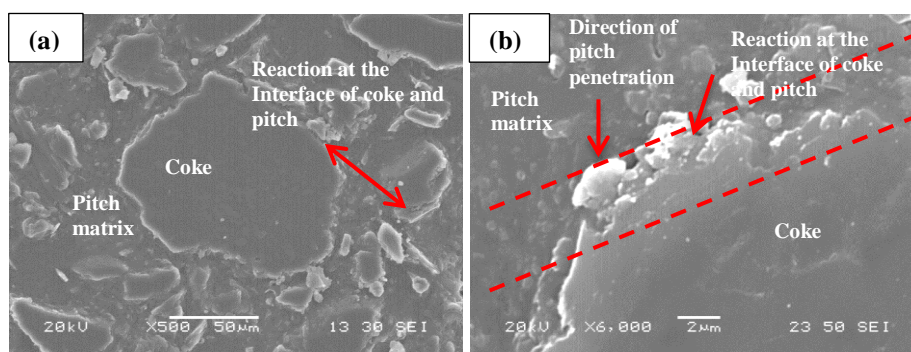 (a)
Reaction at the
Interface of coke and
pitch
Coke
Pitch
matrix
20kV X500 50μm 13 30 SEI
(b)
Direction of
pitch
penetration
Reaction at the
Interface of coke
and pitch
Pitch
matrix
Coke
20kV X6,000 2μm 23 50 SEI